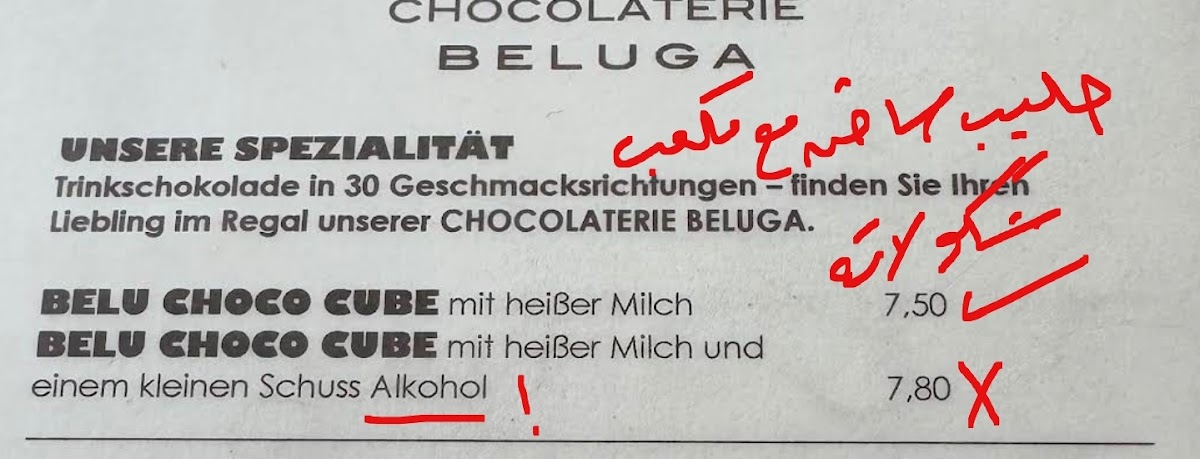 CHOCOLATERIE
BELUGA
حليب ساخن مع مكعب
شكولاته
UNSERE SPEZIALITÄT
Trinkschokolade in 30 Geschmacksrichtungen – finden Sie Ihren
Liebling im Regal unserer CHOCOLATERIE BELUGA.
BELU CHOCO CUBE mit heißer Milch 7,50
BELU CHOCO CUBE mit heißer Milch und
einem kleinen Schuss Alkohol ! 7,80 X